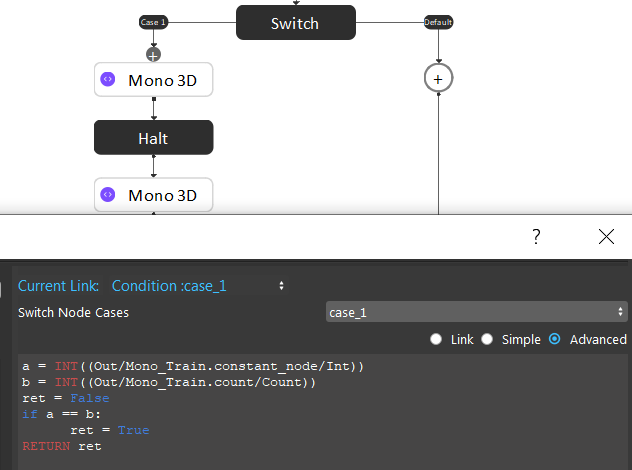 Case 1
Switch
Default
+
+
Mono 3D
Halt
Mono 3D
?
Current Link: Condition :case_1
Switch Node Cases case_1
Link Simple Advanced
a = INT((Out/Mono_Train.constant_node/Int))
b = INT((Out/Mono_Train.count/Count))
ret = False
if a == b:
ret = True
RETURN ret